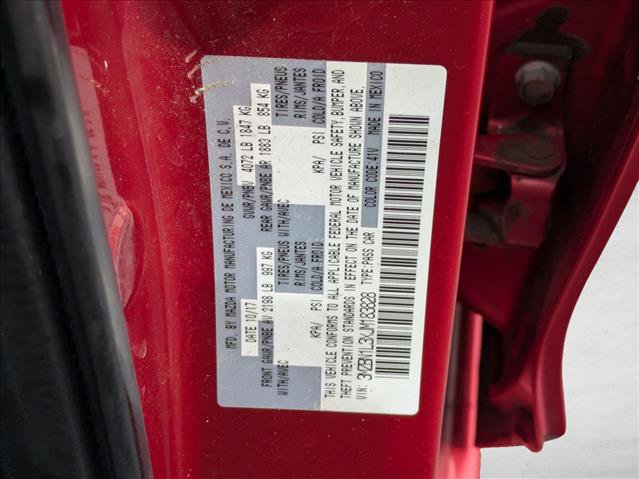 MFD. BY MAZDA MOTOR MANUFACTURING DE MEXICO S.A. DE C.V.
DATE 10/17 GVWR/PNBV 4072 LB 1847 KG
FRONT GAWR/PNBE AV 2198 LB 997 KG REAR GAWR/PNBE AR 1883 LB 854 KG
WITH/AVEC TIRES/PNEUS WITH/AVEC TIRES/PNEUS
RIMS/JANTES RIMS/JANTES
KPA/ PSI COLD/A FROID KPA/ PSI COLD/A FROID
THIS VEHICLE CONFORMS TO ALL APPLICABLE FEDERAL MOTOR VEHICLE SAFETY, BUMPER, AND
THEFT PREVENTION STANDARDS IN EFFECT ON THE DATE OF MANUFACTURE SHOWN ABOVE.
VIN: 3MZBN1L3XJM183828 TYPE:PASS CAR COLOR CODE:41V MADE IN MEXICO